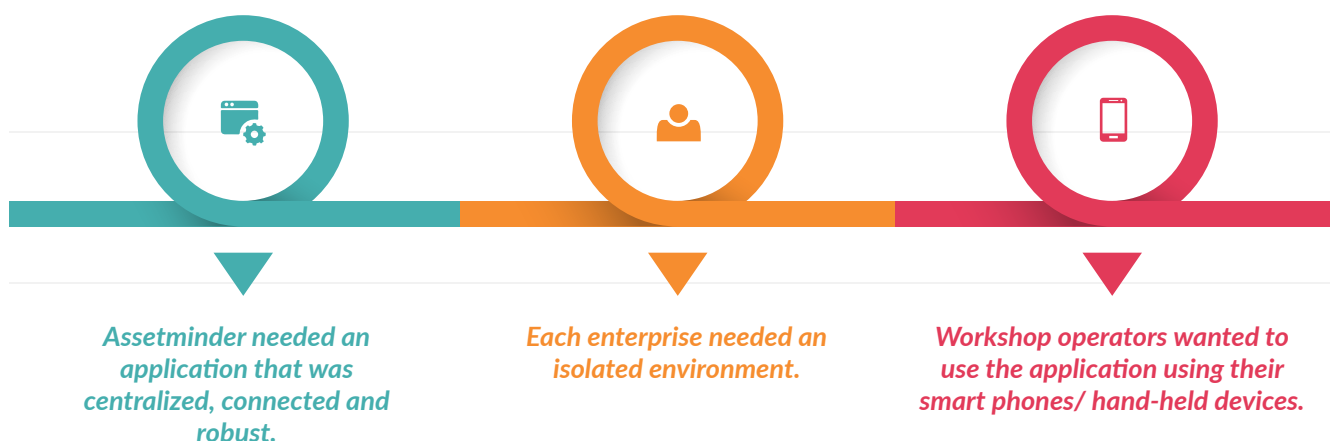 Assetminder needed an
application that was
centralized, connected and
robust.
Each enterprise needed an
isolated environment.
Workshop operators wanted to
use the application using their
smart phones/ hand-held devices.